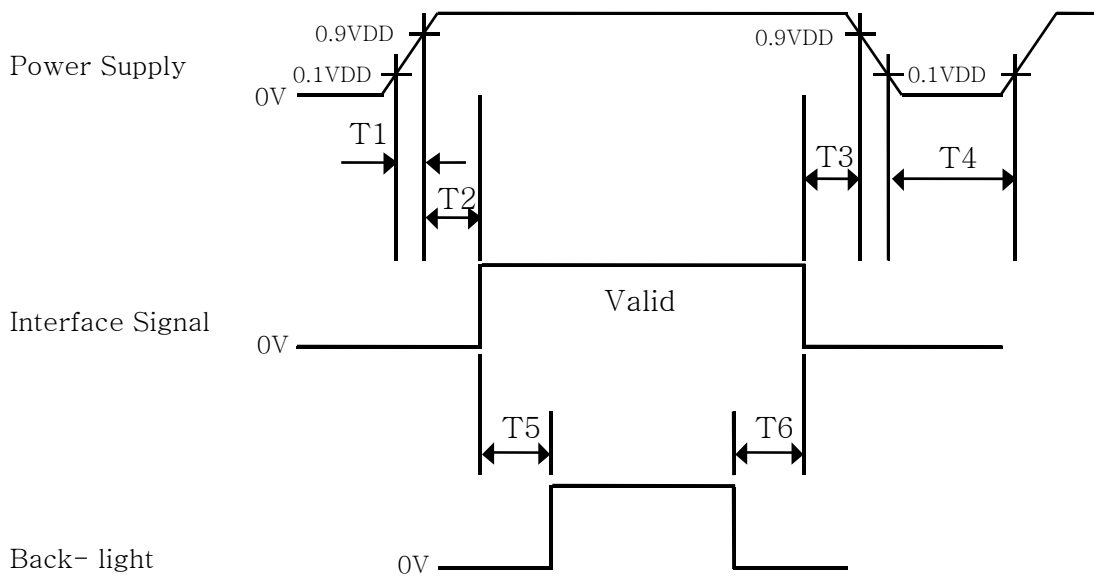 0.9VDD
0.9VDD
Power Supply
0.1VDD
0.1VDD
0V
T1
T3
T4
T2
Valid
Interface Signal
0V
T5
T6
Back- light
0V